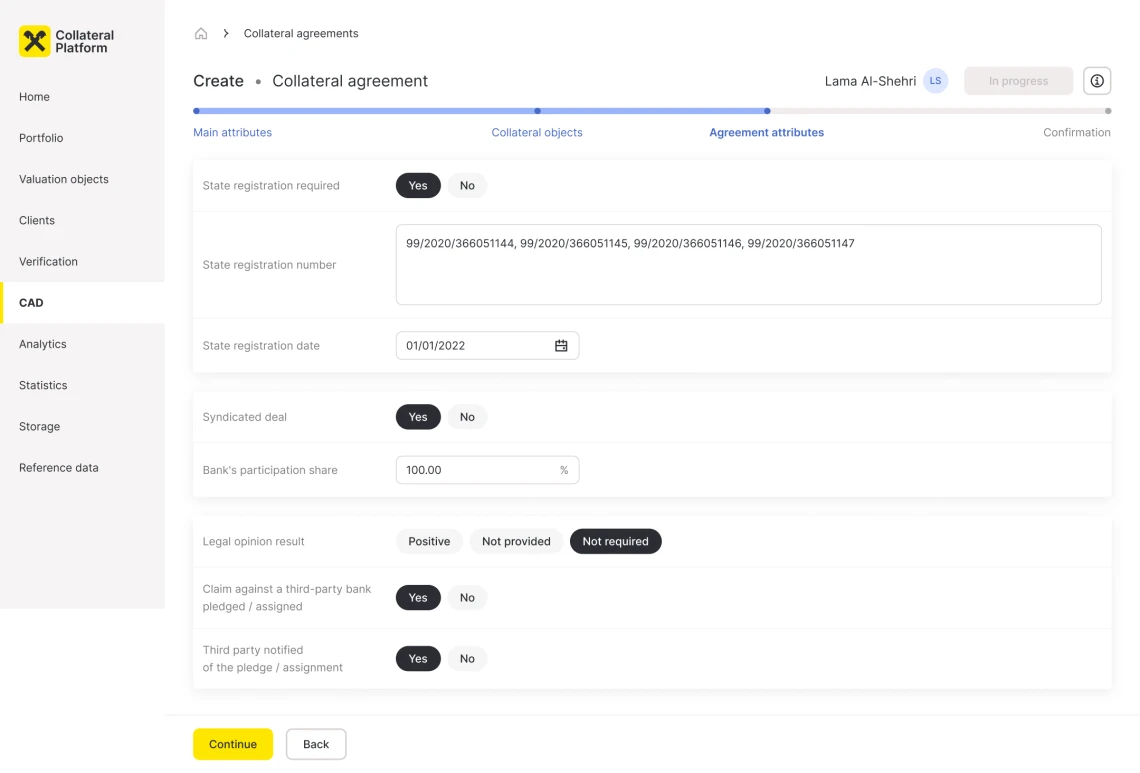 Collateral
Platform
Home
Portfolio
Valuation objects
Clients
Verification
CAD
Analytics
Statistics
Storage
Reference data
Collateral agreements
Create • Collateral agreement
Lama Al-Shehri LS In progress
Main attributes Collateral objects Agreement attributes Confirmation
State registration required Yes No
State registration number 99/2020/366051144, 99/2020/366051145, 99/2020/366051146, 99/2020/366051147
State registration date 01/01/2022
Syndicated deal Yes No
Bank's participation share 100.00 %
Legal opinion result Positive Not provided Not required
Claim against a third-party bank
pledged / assigned Yes No
Third party notified
of the pledge / assignment Yes No
Continue Back